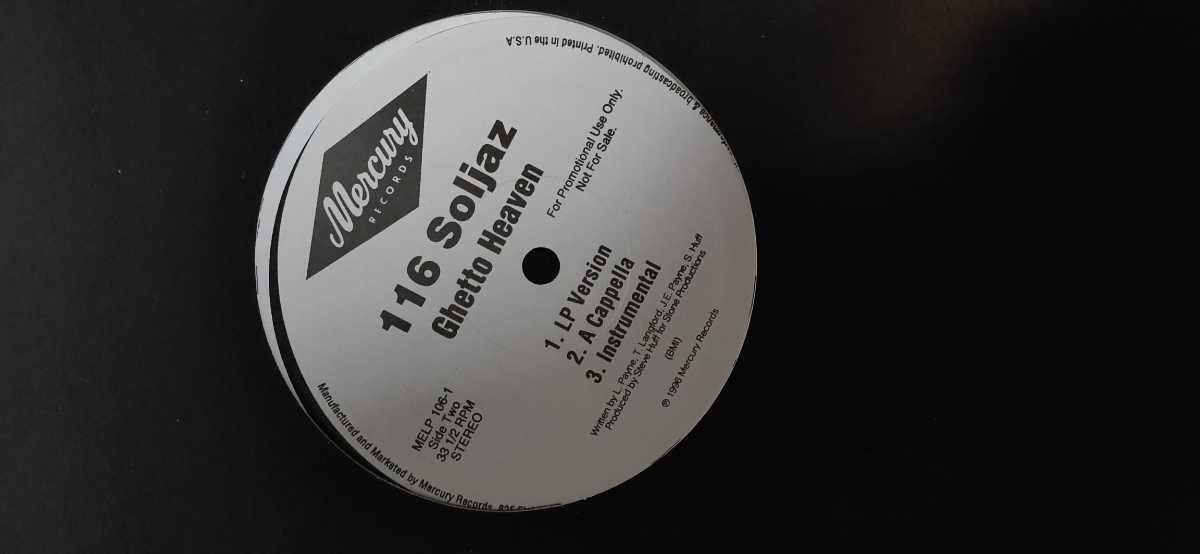 Mercury
RECORDS
116 Soljaz
Ghetto Heaven
For Promotional Use Only.
Not For Sale.
1. LP Version
2. A Cappella
3. Instrumental
Written by L. Payne, T. Langford, J.E. Payne, S. Huff
Produced by Steve Huff for Stone Productions
(BMI)
℗ 1996 Mercury Records
MELP 106-1
Side Two
33 1/2 RPM
STEREO
Manufactured and Marketed by Mercury Records,
& broadcasting prohibited. Printed in the U.S.A